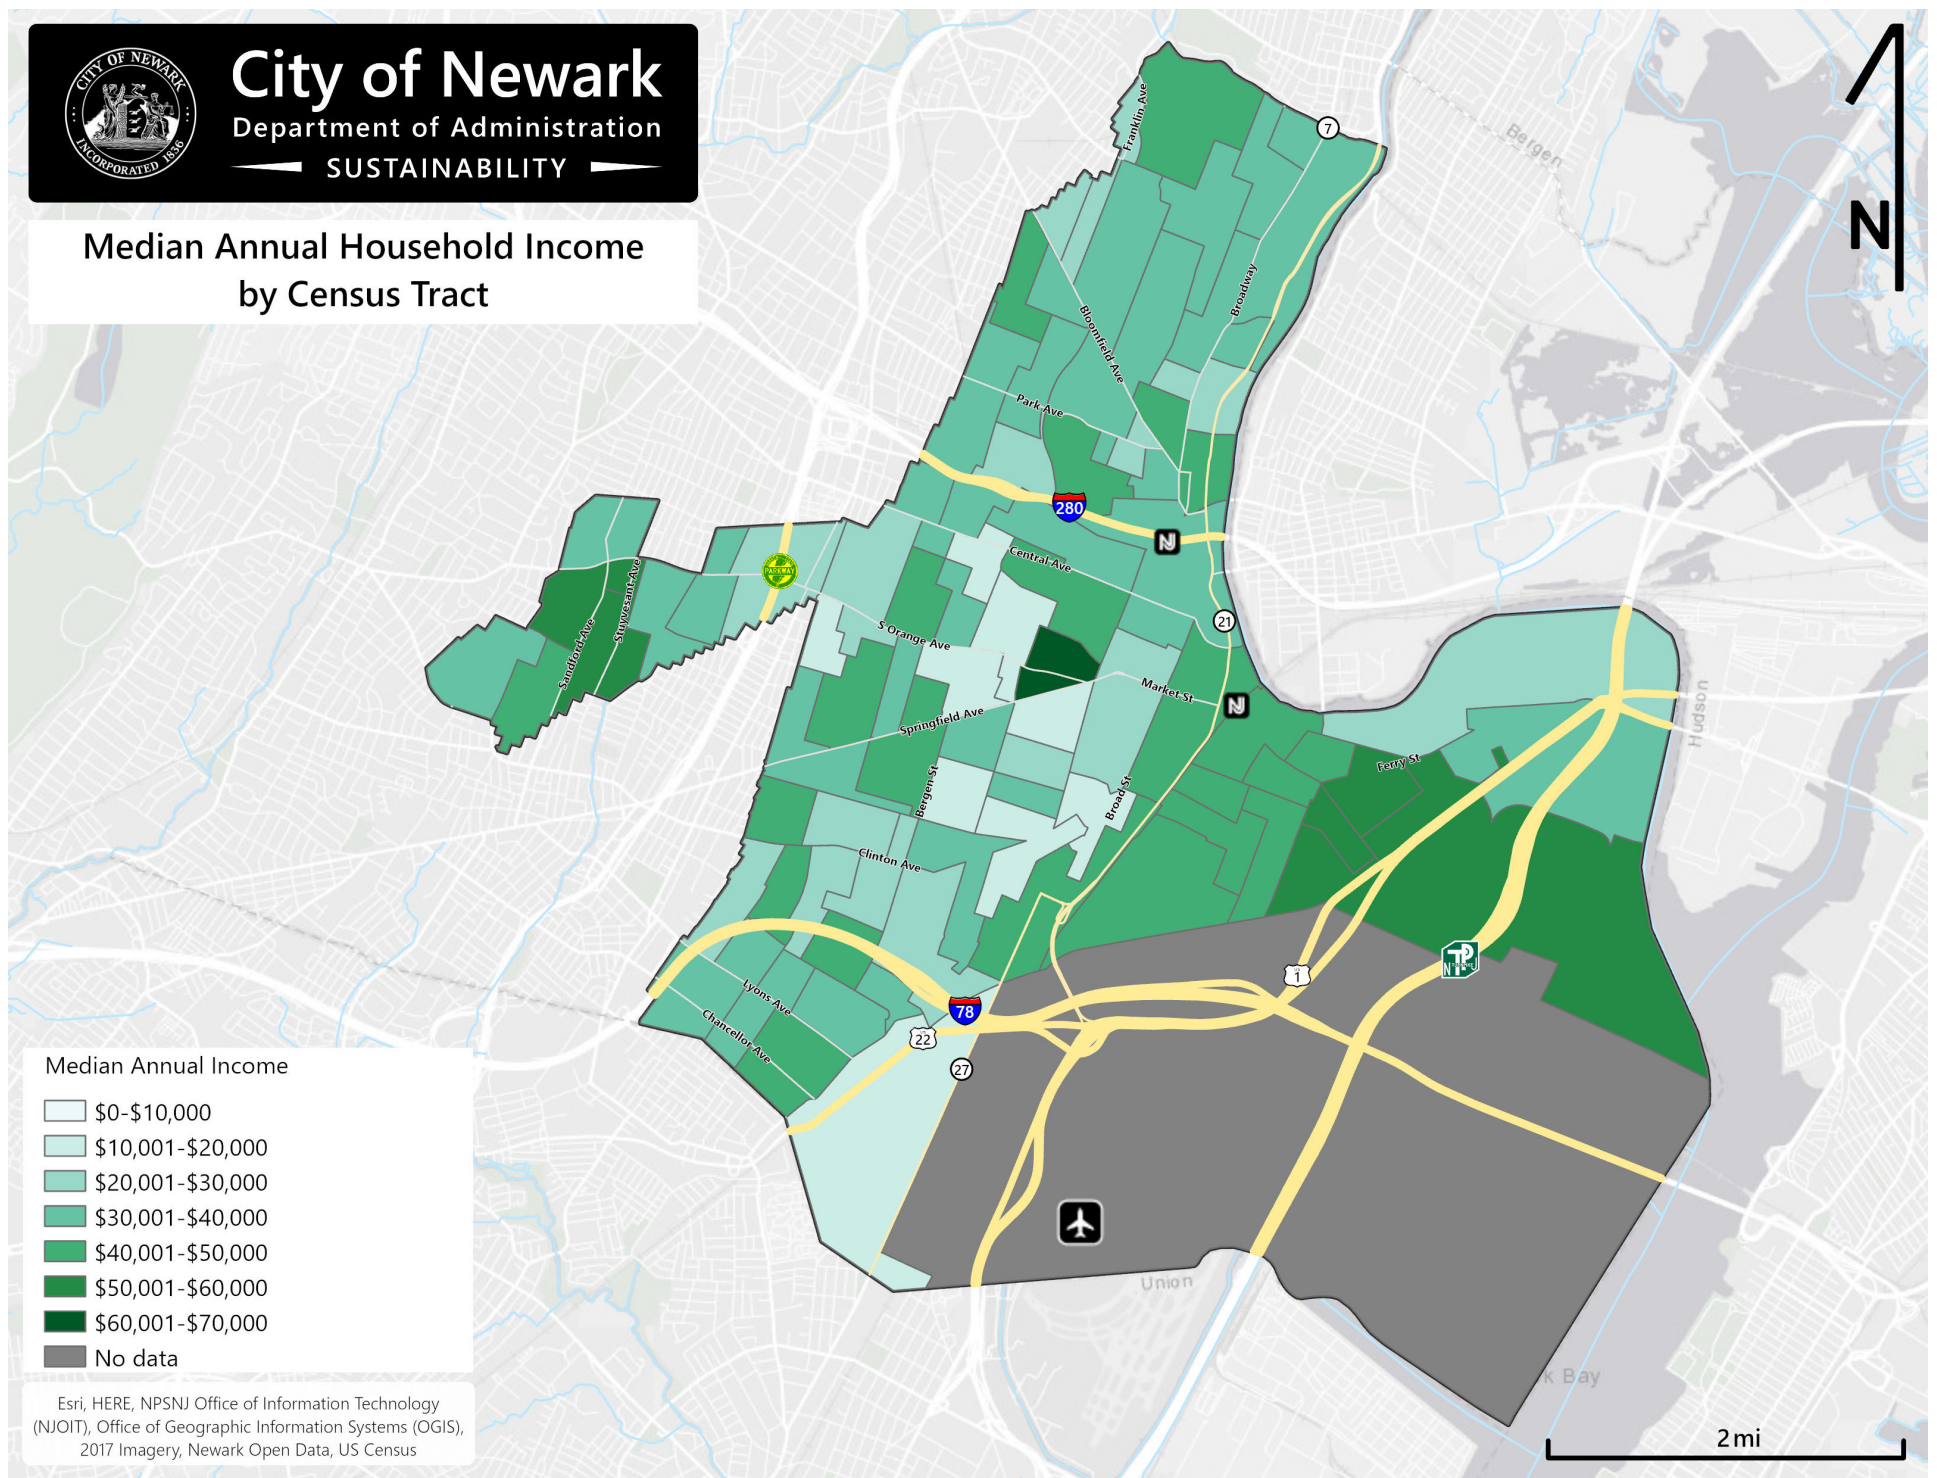 CITY OF NEWARK
INCORPORATED 1836
City of Newark
Department of Administration
SUSTAINABILITY
Median Annual Household Income
by Census Tract
N
Bergen
7
Franklin Ave
Broadway
Bloomfield Ave
Park Ave
280
NJ
Central Ave
PARKWAY
Stuyvesant Ave
Sandford Ave
S Orange Ave
21
Market St
NJ
Hudson
Springfield Ave
Ferry St
Bergen St
Broad St
Clinton Ave
Lyons Ave
Chancellor Ave
78
22
27
1
N TP
Union
k Bay
Median Annual Income
$0-$10,000
$10,001-$20,000
$20,001-$30,000
$30,001-$40,000
$40,001-$50,000
$50,001-$60,000
$60,001-$70,000
No data
Esri, HERE, NPSNJ Office of Information Technology
(NJOIT), Office of Geographic Information Systems (OGIS),
2017 Imagery, Newark Open Data, US Census
2 mi